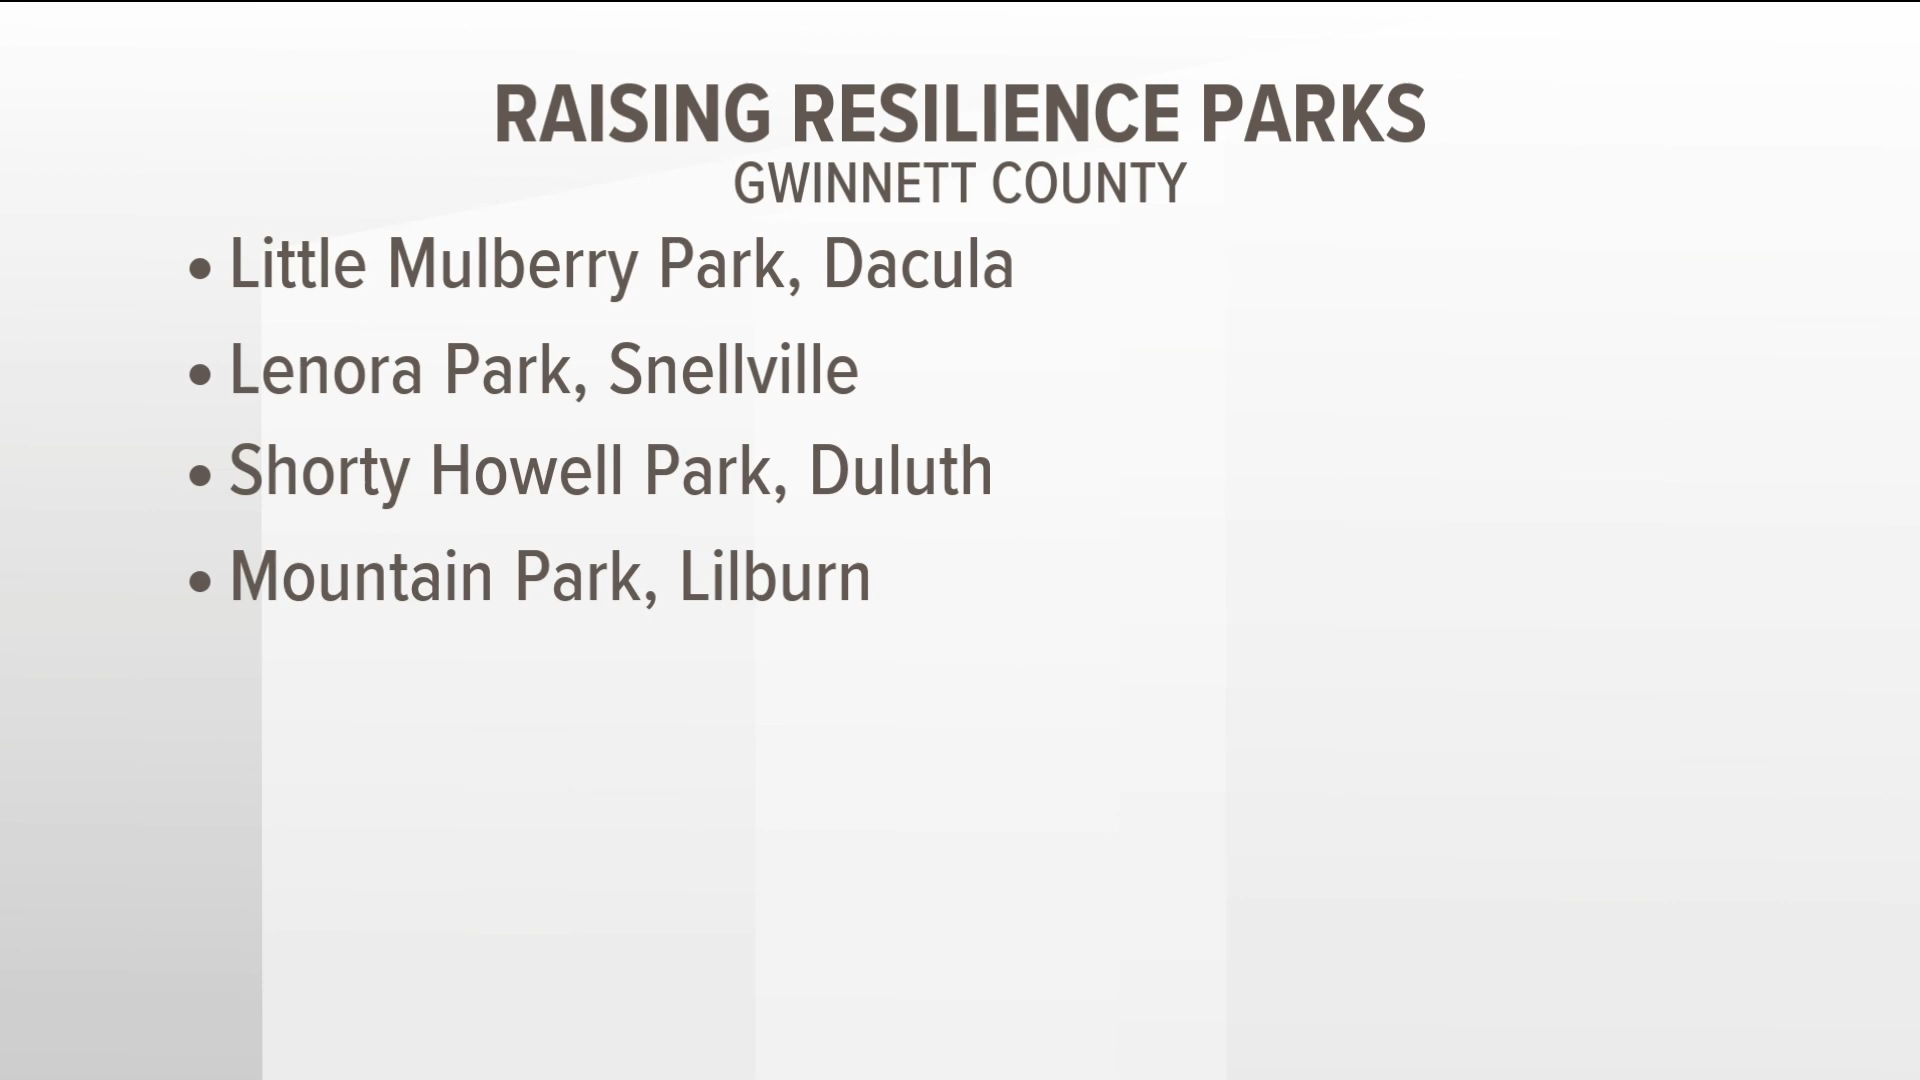 RAISING RESILIENCE PARKS
GWINNETT COUNTY
• Little Mulberry Park, Dacula
• Lenora Park, Snellville
• Shorty Howell Park, Duluth
• Mountain Park, Lilburn